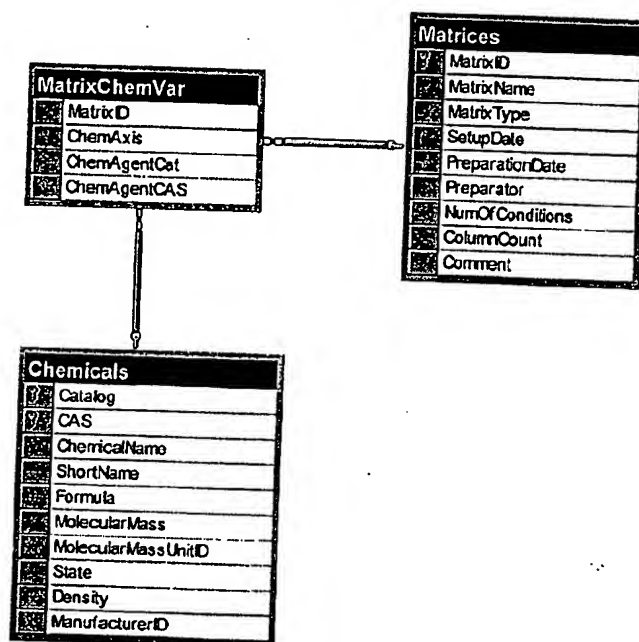 MatrixChemVar
MatrixID
ChemAxis
ChemAgentCat
ChemAgentCAS
Matrices
MatrixID
MatrixName
MatrixType
SetupDate
PreparationDate
Preparator
NumOfConditions
ColumnCount
Comment
Chemicals
Catalog
CAS
ChemicalName
ShortName
Formula
MolecularMass
MolecularMassUnitID
State
Density
ManufacturerID